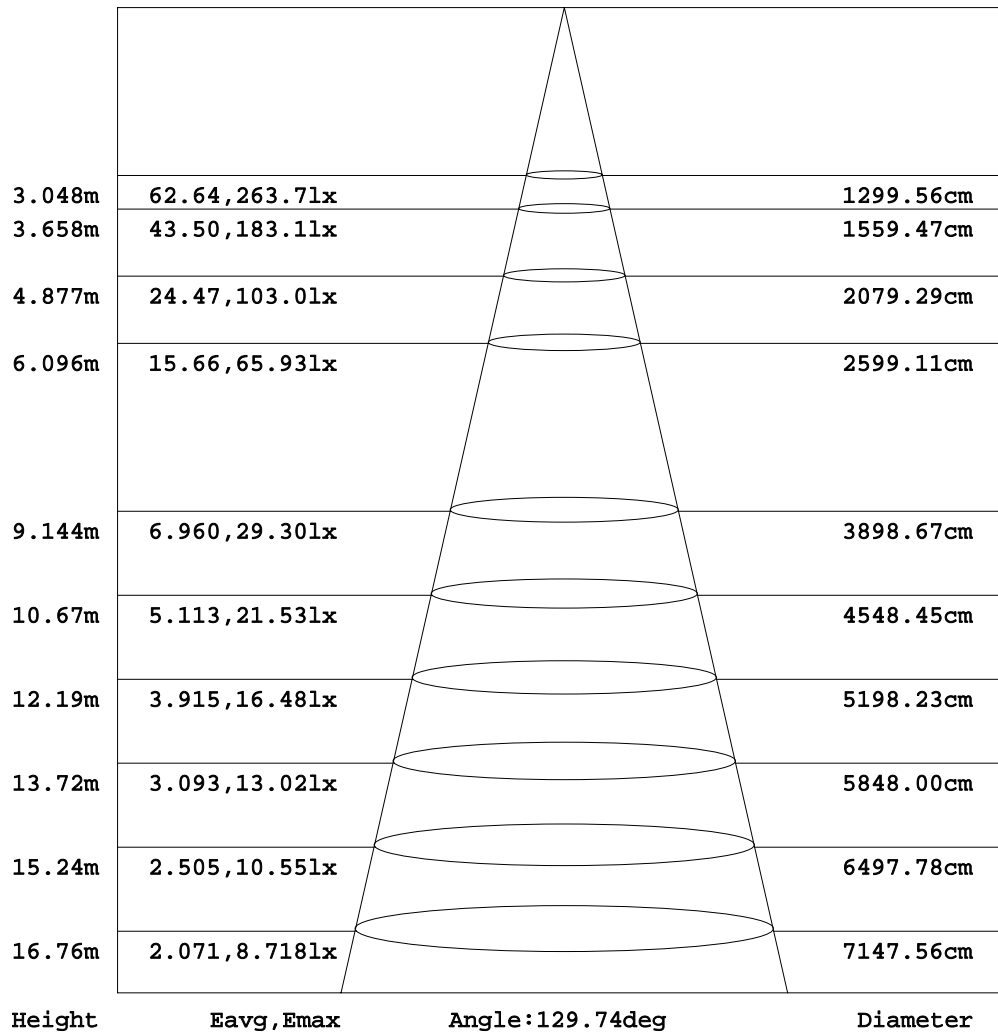 3.048m 62.64,263.7lx 1299.56cm
3.658m 43.50,183.1lx 1559.47cm
4.877m 24.47,103.0lx 2079.29cm
6.096m 15.66,65.93lx 2599.11cm
9.144m 6.960,29.30lx 3898.67cm
10.67m 5.113,21.53lx 4548.45cm
12.19m 3.915,16.48lx 5198.23cm
13.72m 3.093,13.02lx 5848.00cm
15.24m 2.505,10.55lx 6497.78cm
16.76m 2.071,8.718lx 7147.56cm
Height Eavg,Emax Angle:129.74deg Diameter